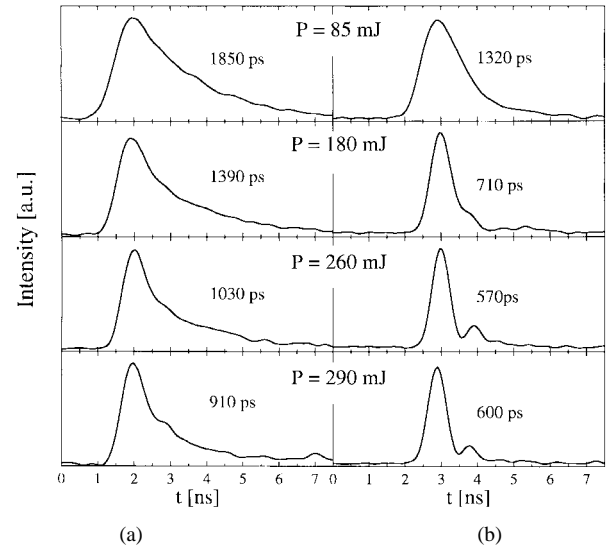 P = 85 mJ
1850 ps
1320 ps
P = 180 mJ
1390 ps
710 ps
P = 260 mJ
1030 ps
570ps
P = 290 mJ
910 ps
600 ps
Intensity [a.u.]
0 1 2 3 4 5 6 7 0 1 2 3 4 5 6 7
t [ns] t [ns]
(a) (b)